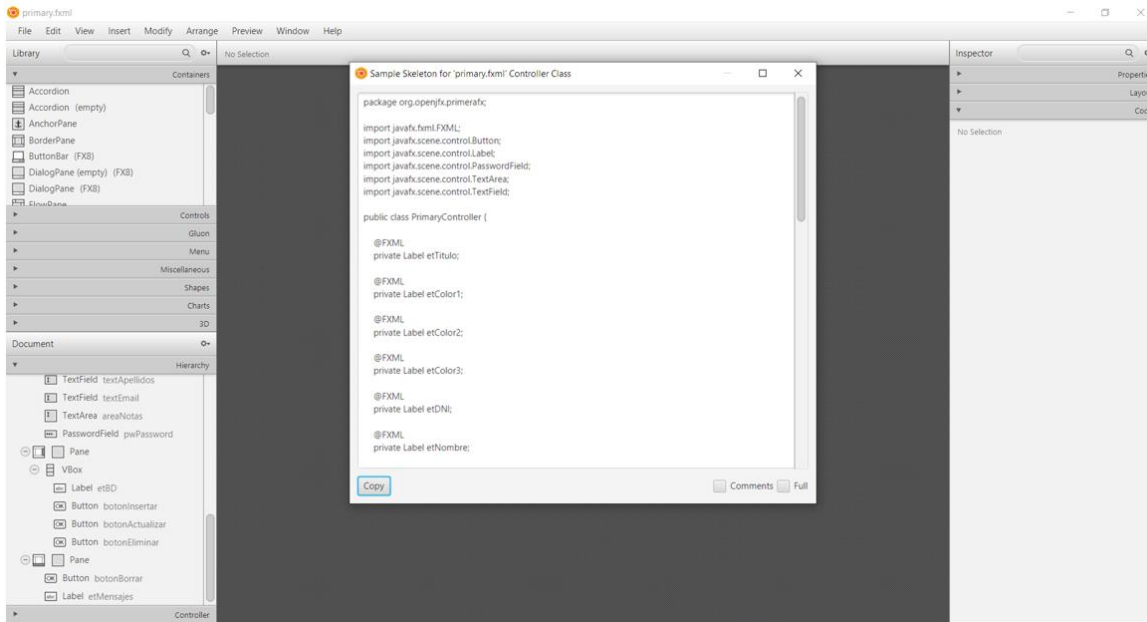 primary.fxml
File Edit View Insert Modify Arrange Preview Window Help
Library
No Selection
Containers
Accordion
Accordion (empty)
AnchorPane
BorderPane
ButtonBar (FX8)
DialogPane (empty) (FX8)
DialogPane (FX8)
FlowPane
Controls
Gluon
Menu
Miscellaneous
Shapes
Charts
3D
Document
Hierarchy
TextField textApellidos
TextField textEmail
TextArea areaNotas
PasswordField pwPassword
Pane
VBox
Label etBD
Button botonInsertar
Button botonActualizar
Button botonEliminar
Pane
Button botonBorrar
Label etMensajes
Controller
Sample Skeleton for 'primary.fxml' Controller Class
package org.openjfx.primerafx;
import javafx.fxml.FXML;
import javafx.scene.control.Button;
import javafx.scene.control.Label;
import javafx.scene.control.PasswordField;
import javafx.scene.control.TextArea;
import javafx.scene.control.TextField;
public class PrimaryController {
@FXML
private Label etTitulo;
@FXML
private Label etColor1;
@FXML
private Label etColor2;
@FXML
private Label etColor3;
@FXML
private Label etDNI;
@FXML
private Label etNombre;
Copy
Comments
Full
Inspector
Properti
Layo
Cod
No Selection